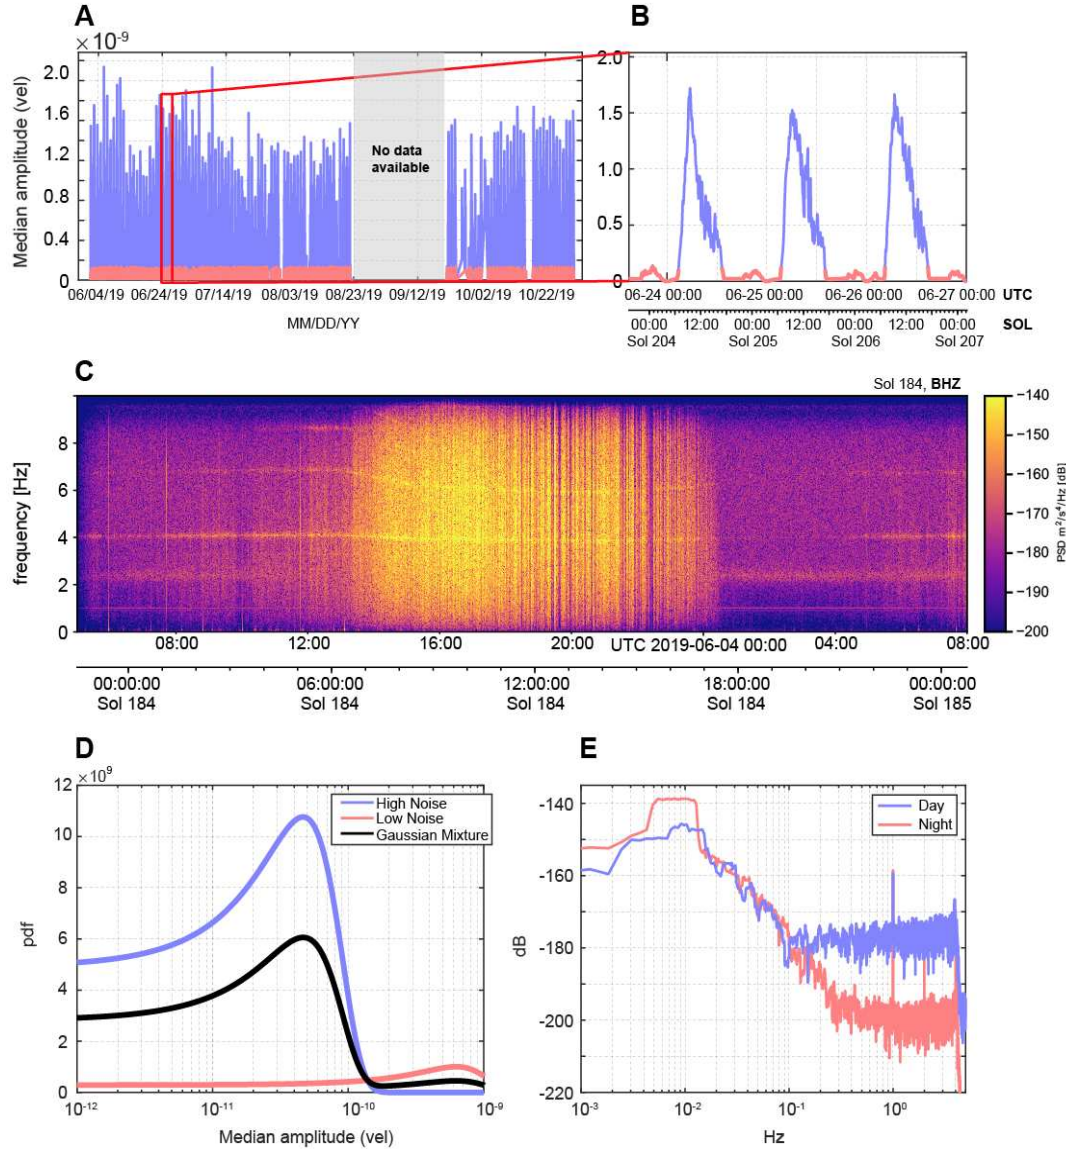 A
×10-9
Median amplitude (vel)
2.0
1.6
1.2
0.8
0.4
0
No data
available
06/04/19 06/24/19 07/14/19 08/03/19 08/23/19 09/12/19 10/02/19 10/22/19
MM/DD/YY
B
2.0
1.5
1.0
0.5
0
06-24 00:00 06-25 00:00 06-26 00:00 06-27 00:00 UTC
00:00 12:00 00:00 12:00 00:00 12:00 00:00 SOL
Sol 204 Sol 205 Sol 206 Sol 207
C
Sol 184, BHZ
frequency [Hz]
8
6
4
2
0
08:00 12:00 16:00 20:00 UTC 2019-06-04 00:00 04:00 08:00
00:00:00 06:00:00 12:00:00 18:00:00 00:00:00
Sol 184 Sol 184 Sol 184 Sol 184 Sol 185
−140
−150
−160
−170
−180
−190
−200
PSD m²/s⁴/Hz [dB]
D
×10⁹
pdf
12
10
8
6
4
2
0
High Noise
Low Noise
Gaussian Mixture
10-12 10-11 10-10 10-9
Median amplitude (vel)
E
dB
-140
-160
-180
-200
-220
Day
Night
10-3 10-2 10-1 100
Hz